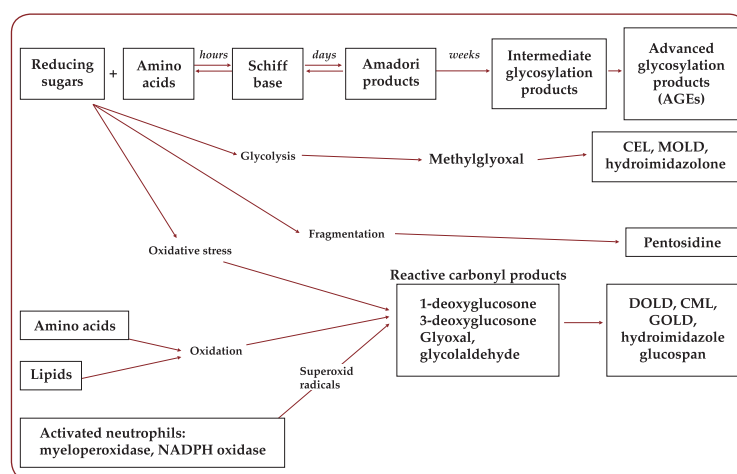 Reducing
sugars
+
Amino
acids
hours
Schiff
base
days
Amadori
products
weeks
Intermediate
glycosylation
products
Advanced
glycosylation
products
(AGEs)
Glycolysis
Methylglyoxal
CEL, MOLD,
hydroimidazolone
Fragmentation
Pentosidine
Oxidative stress
Reactive carbonyl products
1-deoxyglucosone
3-deoxyglucosone
Glyoxal,
glycolaldehyde
DOLD, CML,
GOLD,
hydroimidazole
glucospan
Amino acids
Oxidation
Lipids
Superoxid
radicals
Activated neutrophils:
myeloperoxidase, NADPH oxidase